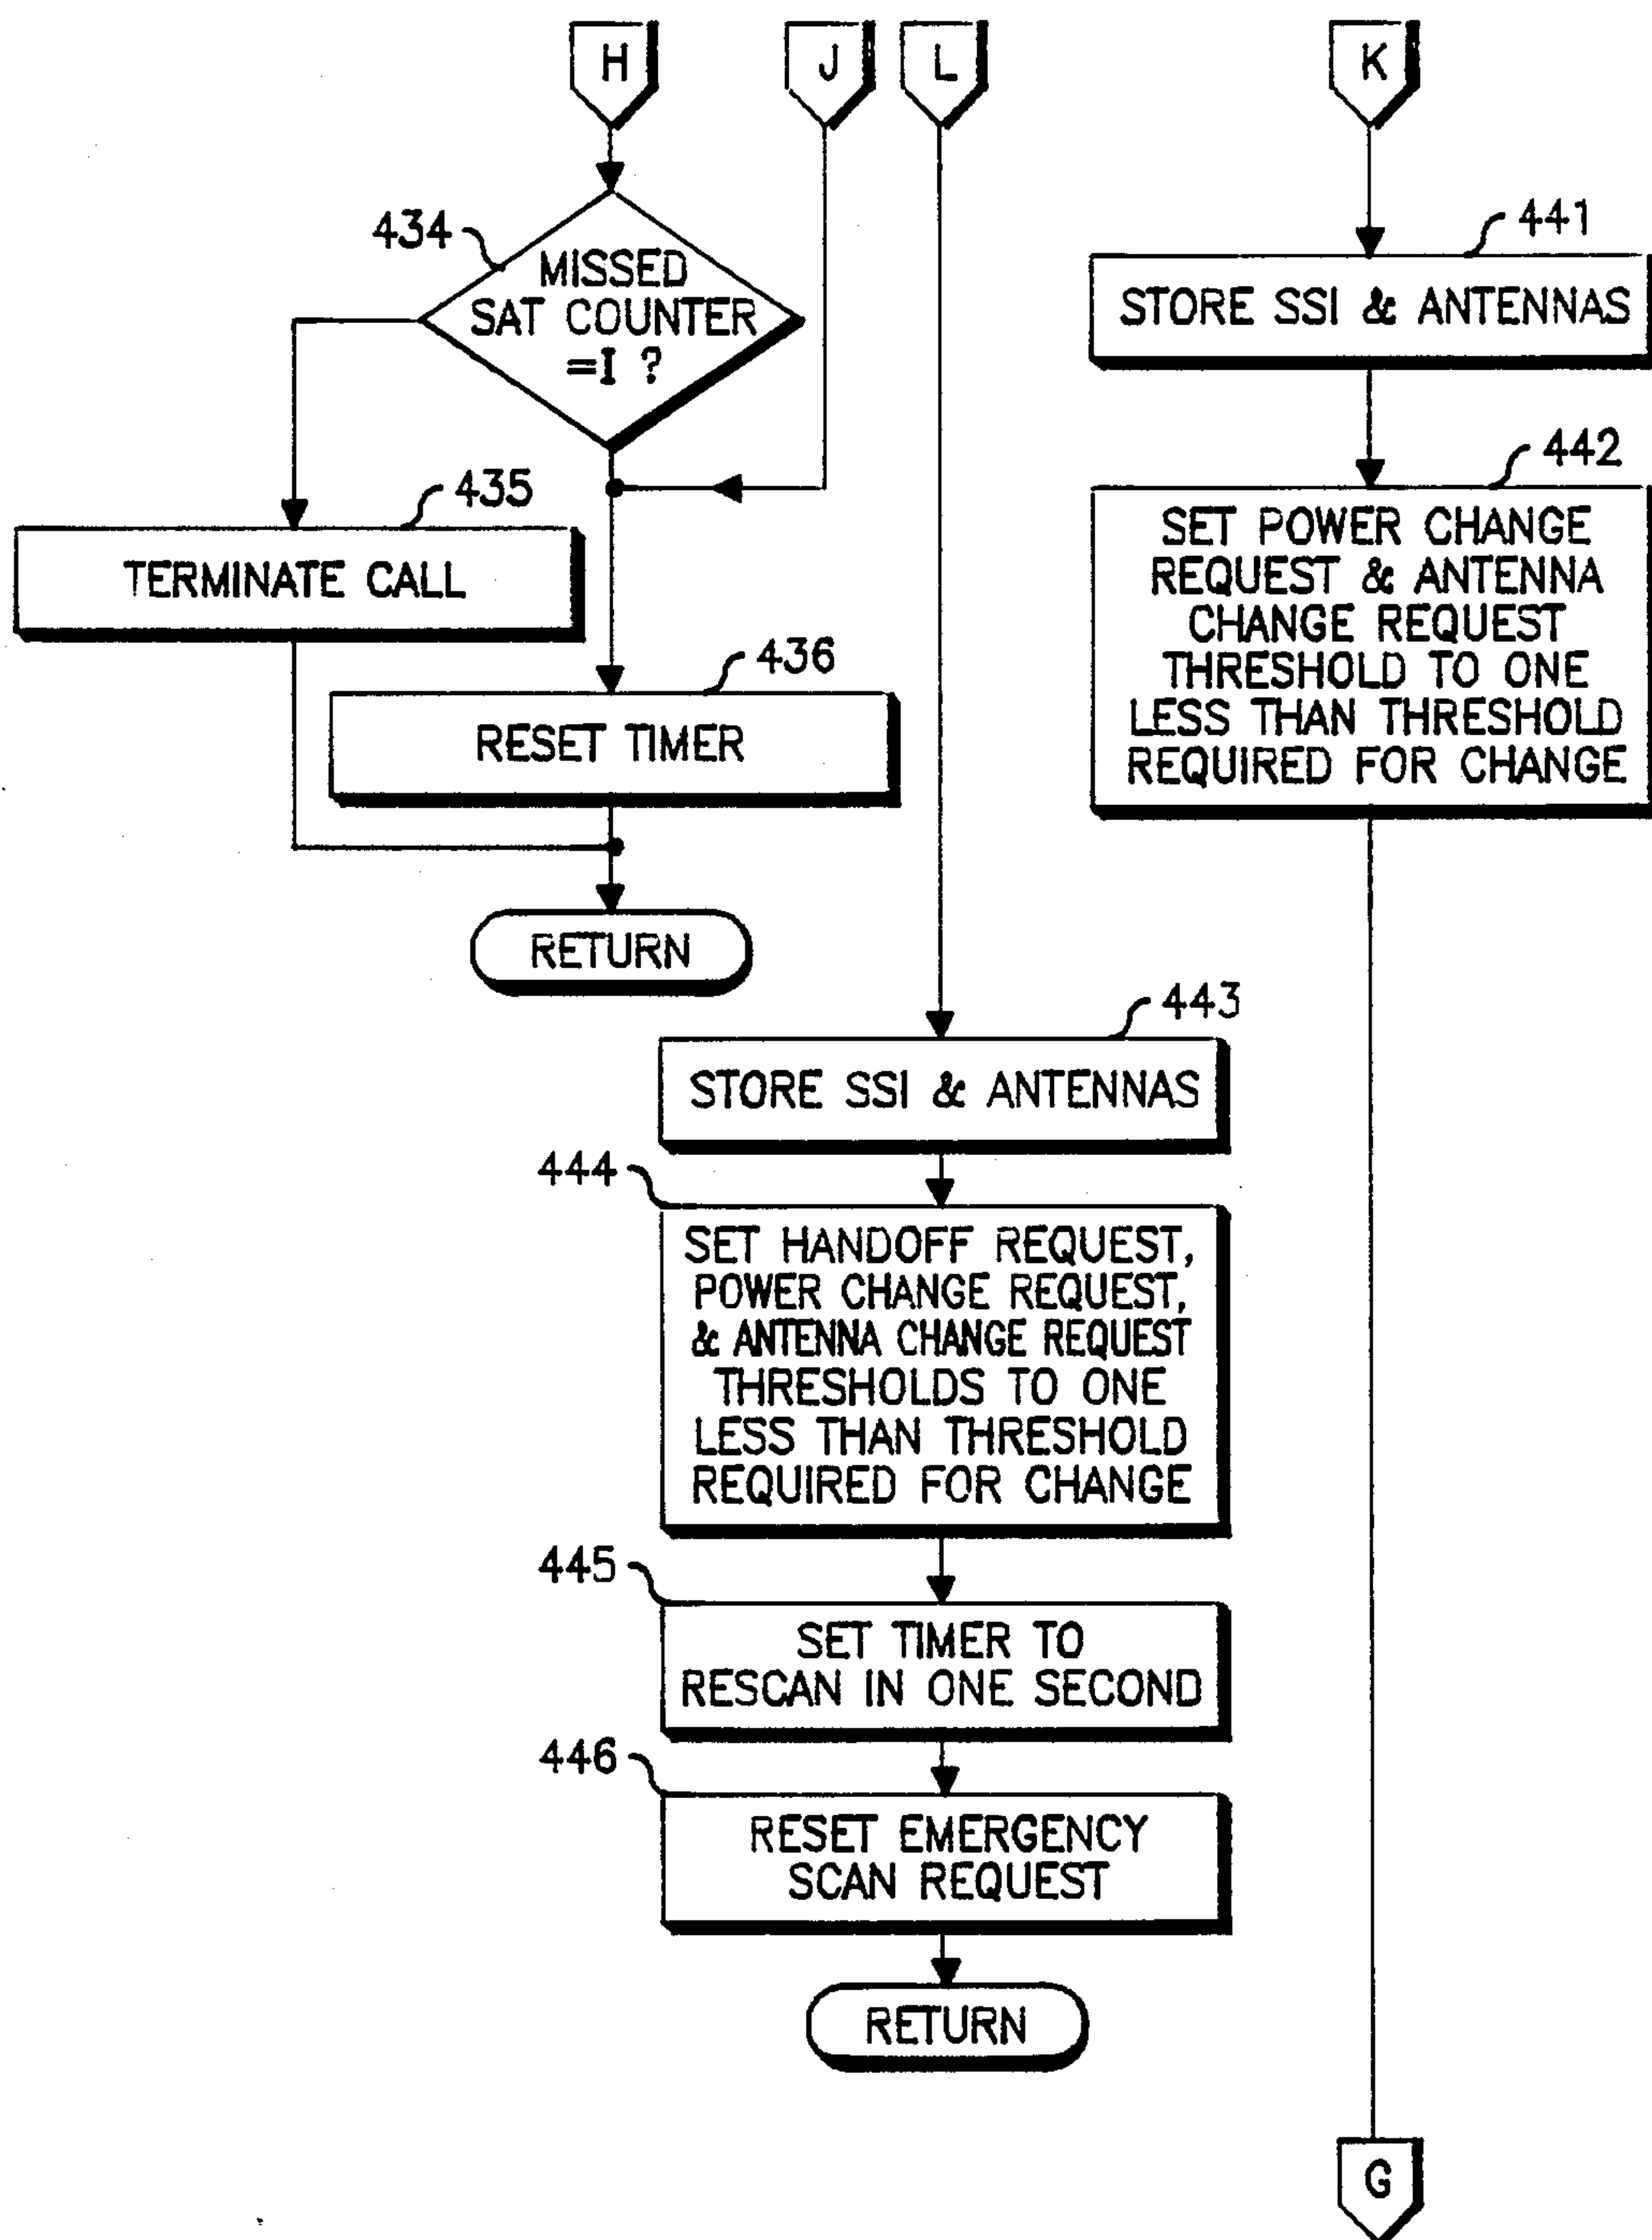 H
J
L
K
434
MISSED
SAT COUNTER
=I ?
441
STORE SSI & ANTENNAS
435
TERMINATE CALL
442
SET POWER CHANGE
REQUEST & ANTENNA
CHANGE REQUEST
THRESHOLD TO ONE
LESS THAN THRESHOLD
REQUIRED FOR CHANGE
436
RESET TIMER
RETURN
443
STORE SSI & ANTENNAS
444
SET HANDOFF REQUEST,
POWER CHANGE REQUEST,
& ANTENNA CHANGE REQUEST
THRESHOLDS TO ONE
LESS THAN THRESHOLD
REQUIRED FOR CHANGE
445
SET TIMER TO
RESCAN IN ONE SECOND
446
RESET EMERGENCY
SCAN REQUEST
RETURN
G